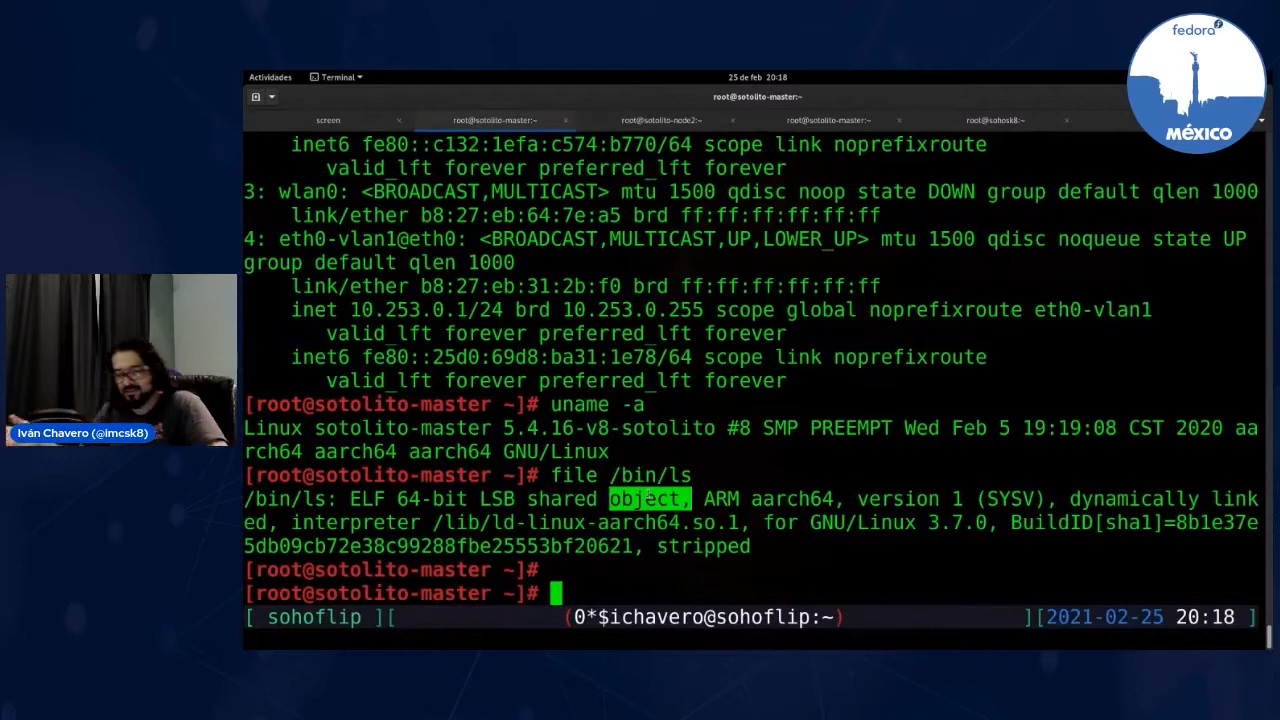 fedora
MÉXICO
Actividades Terminal 25 de feb 20:18
root@sotolito-master:~
screen × root@sotolito-master:~ × root@sotolito-node2:~ × root@sotolito-master:~ × root@sohosk8:~ ×
inet6 fe80::c132:1efa:c574:b770/64 scope link noprefixroute
valid_lft forever preferred_lft forever
3: wlan0: <BROADCAST,MULTICAST> mtu 1500 qdisc noop state DOWN group default qlen 1000
link/ether b8:27:eb:64:7e:a5 brd ff:ff:ff:ff:ff:ff
4: eth0-vlan1@eth0: <BROADCAST,MULTICAST,UP,LOWER_UP> mtu 1500 qdisc noqueue state UP
group default qlen 1000
link/ether b8:27:eb:31:2b:f0 brd ff:ff:ff:ff:ff:ff
inet 10.253.0.1/24 brd 10.253.0.255 scope global noprefixroute eth0-vlan1
valid_lft forever preferred_lft forever
inet6 fe80::25d0:69d8:ba31:1e78/64 scope link noprefixroute
valid_lft forever preferred_lft forever
[root@sotolito-master ~]# uname -a
Linux sotolito-master 5.4.16-v8-sotolito #8 SMP PREEMPT Wed Feb 5 19:19:08 CST 2020 aa
rch64 aarch64 aarch64 GNU/Linux
[root@sotolito-master ~]# file /bin/ls
/bin/ls: ELF 64-bit LSB shared object, ARM aarch64, version 1 (SYSV), dynamically link
ed, interpreter /lib/ld-linux-aarch64.so.1, for GNU/Linux 3.7.0, BuildID[sha1]=8b1e37e
5db09cb72e38c99288fbe25553bf20621, stripped
[root@sotolito-master ~]#
[root@sotolito-master ~]#
[ sohoflip ][ (0*$ichavero@sohoflip:~) ][2021-02-25 20:18 ]
Iván Chavero (@imcsk8)